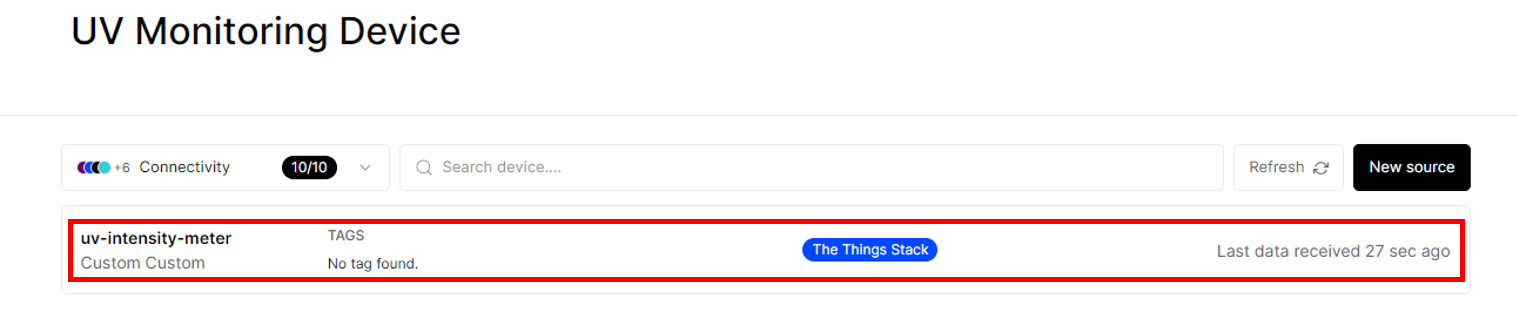 UV Monitoring Device
+6 Connectivity 10/10
Search device....
Refresh
New source
uv-intensity-meter
Custom Custom
TAGS
No tag found.
The Things Stack
Last data received 27 sec ago